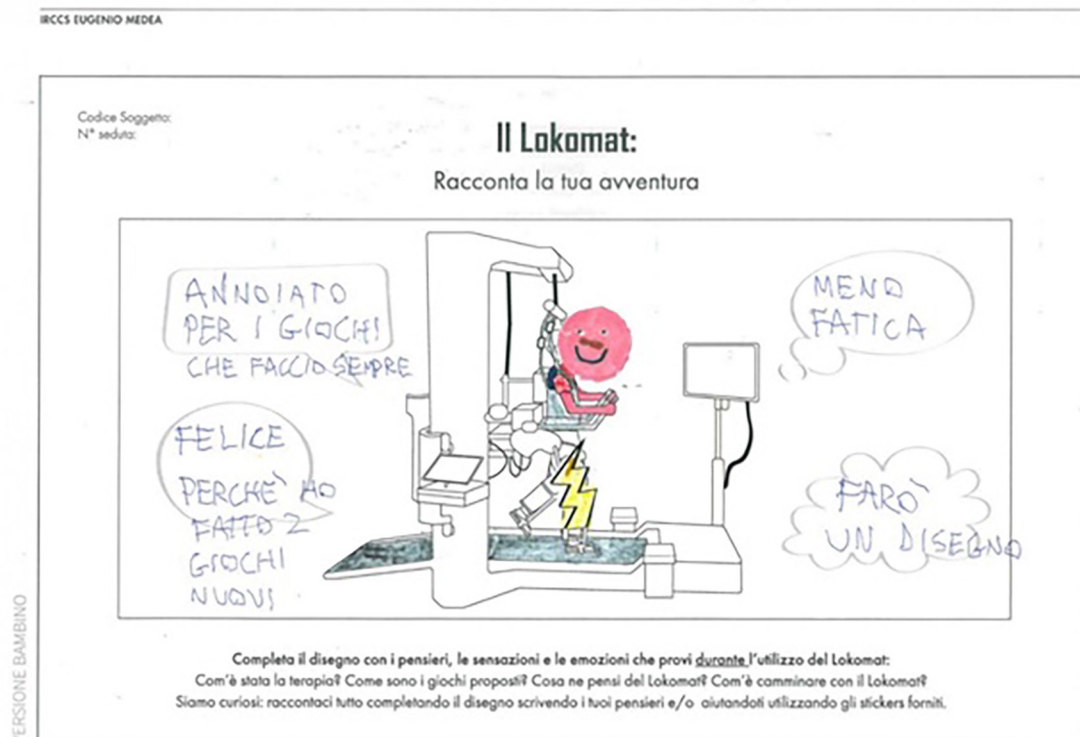 IRCCS EUGENIO MEDEA
Codice Soggetto:
N° seduta:
Il Lokomat:
Racconta la tua avventura
ANNOIATO
PER I GIOCHI
CHE FACCIO SEMPRE
FELICE
PERCHÈ HO
FATTO 2
GIOCHI
NUOVI
MENO
FATICA
FARÒ
UN DISEGNO
Completa il disegno con i pensieri, le sensazioni e le emozioni che provi durante l'utilizzo del Lokomat:
Com'è stata la terapia? Come sono i giochi proposti? Cosa ne pensi del Lokomat? Com'è camminare con il Lokomat?
Siamo curiosi: raccontaci tutto completando il disegno scrivendo i tuoi pensieri e/o aiutandoti utilizzando gli stickers forniti.
VERSIONE BAMBINO